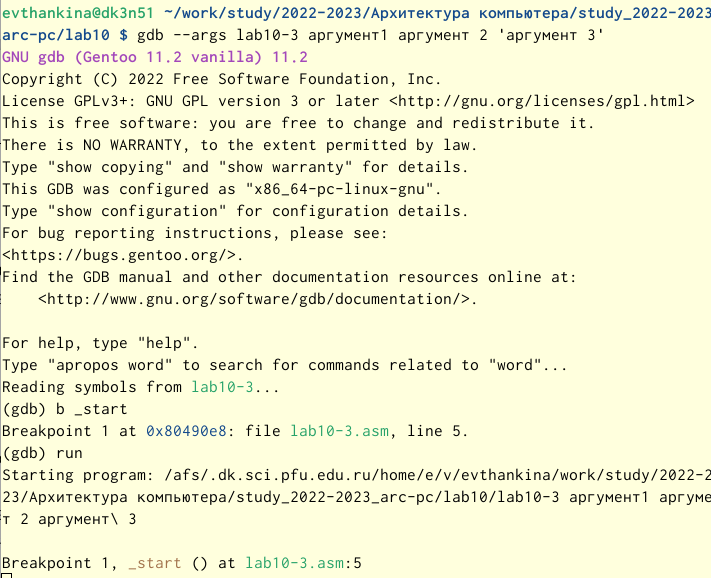 evthankina@dk3n51 ~/work/study/2022-2023/Архитектура компьютера/study_2022-2023
arc-pc/lab10 $ gdb --args lab10-3 аргумент1 аргумент 2 'аргумент 3'
GNU gdb (Gentoo 11.2 vanilla) 11.2
Copyright (C) 2022 Free Software Foundation, Inc.
License GPLv3+: GNU GPL version 3 or later <http://gnu.org/licenses/gpl.html>
This is free software: you are free to change and redistribute it.
There is NO WARRANTY, to the extent permitted by law.
Type "show copying" and "show warranty" for details.
This GDB was configured as "x86_64-pc-linux-gnu".
Type "show configuration" for configuration details.
For bug reporting instructions, please see:
<https://bugs.gentoo.org/>.
Find the GDB manual and other documentation resources online at:
    <http://www.gnu.org/software/gdb/documentation/>.

For help, type "help".
Type "apropos word" to search for commands related to "word"...
Reading symbols from lab10-3...
(gdb) b _start
Breakpoint 1 at 0x80490e8: file lab10-3.asm, line 5.
(gdb) run
Starting program: /afs/.dk.sci.pfu.edu.ru/home/e/v/evthankina/work/study/2022-2
23/Архитектура компьютера/study_2022-2023_arc-pc/lab10/lab10-3 аргумент1 аргуме
т 2 аргумент\ 3

Breakpoint 1, _start () at lab10-3.asm:5